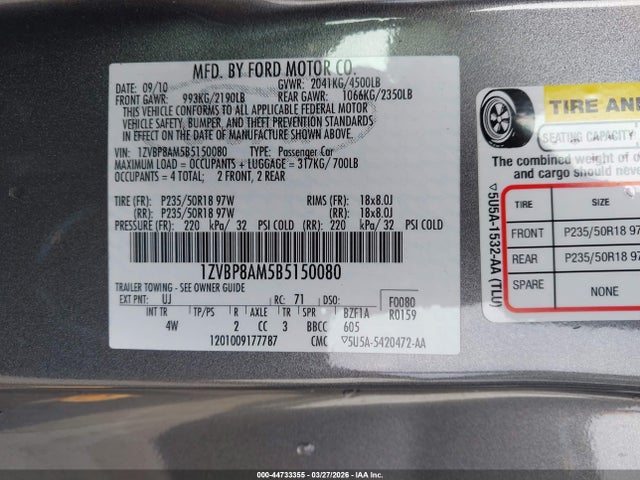 MFD. BY FORD MOTOR CO.
DATE: 09/10 GVWR: 2041KG/4500LB
FRONT GAWR: 993KG/2190LB REAR GAWR: 1066KG/2350LB
THIS VEHICLE CONFORMS TO ALL APPLICABLE FEDERAL MOTOR
VEHICLE SAFETY, BUMPER, AND THEFT PREVENTION STANDARDS
IN EFFECT ON THE DATE OF MANUFACTURE SHOWN ABOVE.
VIN: 1ZVBP8AM5B5150080 TYPE: Passenger Car
MAXIMUM LOAD = OCCUPANTS + LUGGAGE = 317KG/700LB
OCCUPANTS = 4 TOTAL; 2 FRONT, 2 REAR
TIRE (FR): P235/50R18 97W RIMS (FR): 18x8.0J
(RR): P235/50R18 97W (RR): 18x8.0J
PRESSURE (FR): 220 kPa/ 32 PSI COLD (RR): 220 kPa/ 32 PSI COLD
1ZVBP8AM5B5150080
TRAILER TOWING - SEE OWNER GUIDE
EXT PNT: UJ RC: 71 DSO: F0080
INT TR TP/PS R AXLE TR SPR BZF1A R0159
4W 2 CC 3 BBCC 605
1201009177787 CMC ▽5U5A-5420472-AA
TIRE AND
SEATING CAPACITY
The combined weight of o
and cargo should neve
TIRE SIZE
FRONT P235/50R18 97
REAR P235/50R18 97
SPARE NONE
▽5U5A-1532-AA (TLU)
000-44733355 | 03/27/2026 | IAAI Corp.